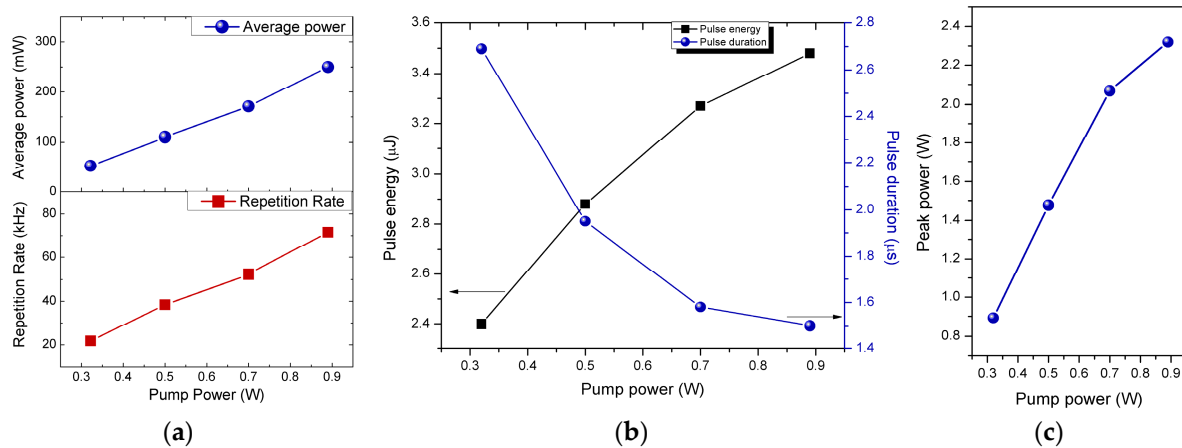 Average power
Average power (mW)
300
200
100
0
Repetition Rate
Repetition Rate (kHz)
80
60
40
20
0.3 0.4 0.5 0.6 0.7 0.8 0.9
Pump Power (W)
(a)
Pulse energy
Pulse duration
Pulse energy (μJ)
3.6
3.4
3.2
3.0
2.8
2.6
2.4
2.8
2.6
2.4
2.2
2.0
1.8
1.6
1.4
Pulse duration (μs)
0.3 0.4 0.5 0.6 0.7 0.8 0.9
Pump power (W)
(b)
Peak power (W)
2.4
2.2
2.0
1.8
1.6
1.4
1.2
1.0
0.8
0.3 0.4 0.5 0.6 0.7 0.8 0.9
Pump power (W)
(c)